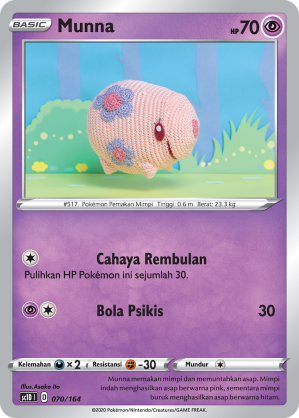 BASIC Munna HP 70
#517 Pokémon Pemakan Mimpi Tinggi: 0.6 m Berat: 23.3 kg
Cahaya Rembulan
Pulihkan HP Pokémon ini sejumlah 30.
Bola Psikis 30
Kelemahan ×2 Resistansi -30 Mundur
Illus. Asako Ito
Munna memakan mimpi dan memuntahkan asap. Mimpi
menghasilkan asap berwarna pink, sementara mimpi
buruk menghasilkan asap berwarna hitam.
sc1D I D 070/164
©2020 Pokémon/Nintendo/Creatures/GAME FREAK.